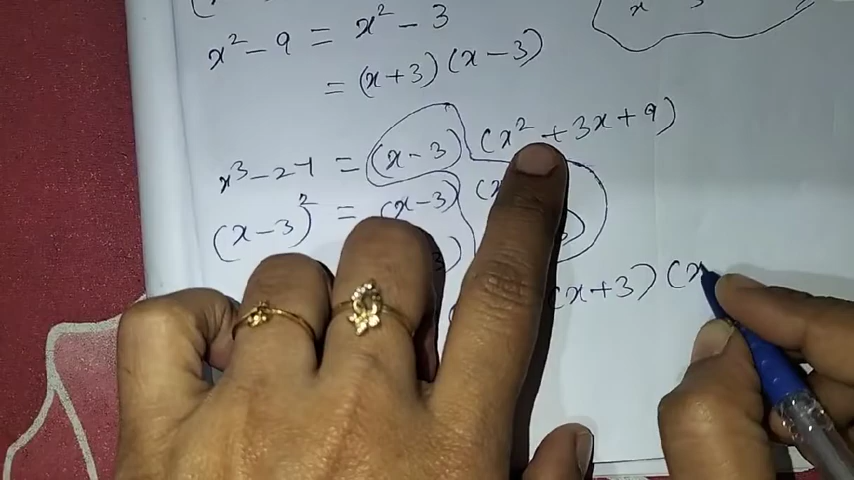 x² - 9 = x² - 3
= (x+3)(x-3)
x³ - 27 = (x-3) (x² + 3x + 9)
(x-3)² = (x-3) (x
(x+3) (x